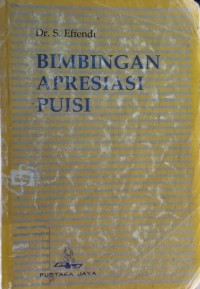 Dr. S. Effendi
BIMBINGAN
APRESIASI
PUISI
PUSTAKA JAYA